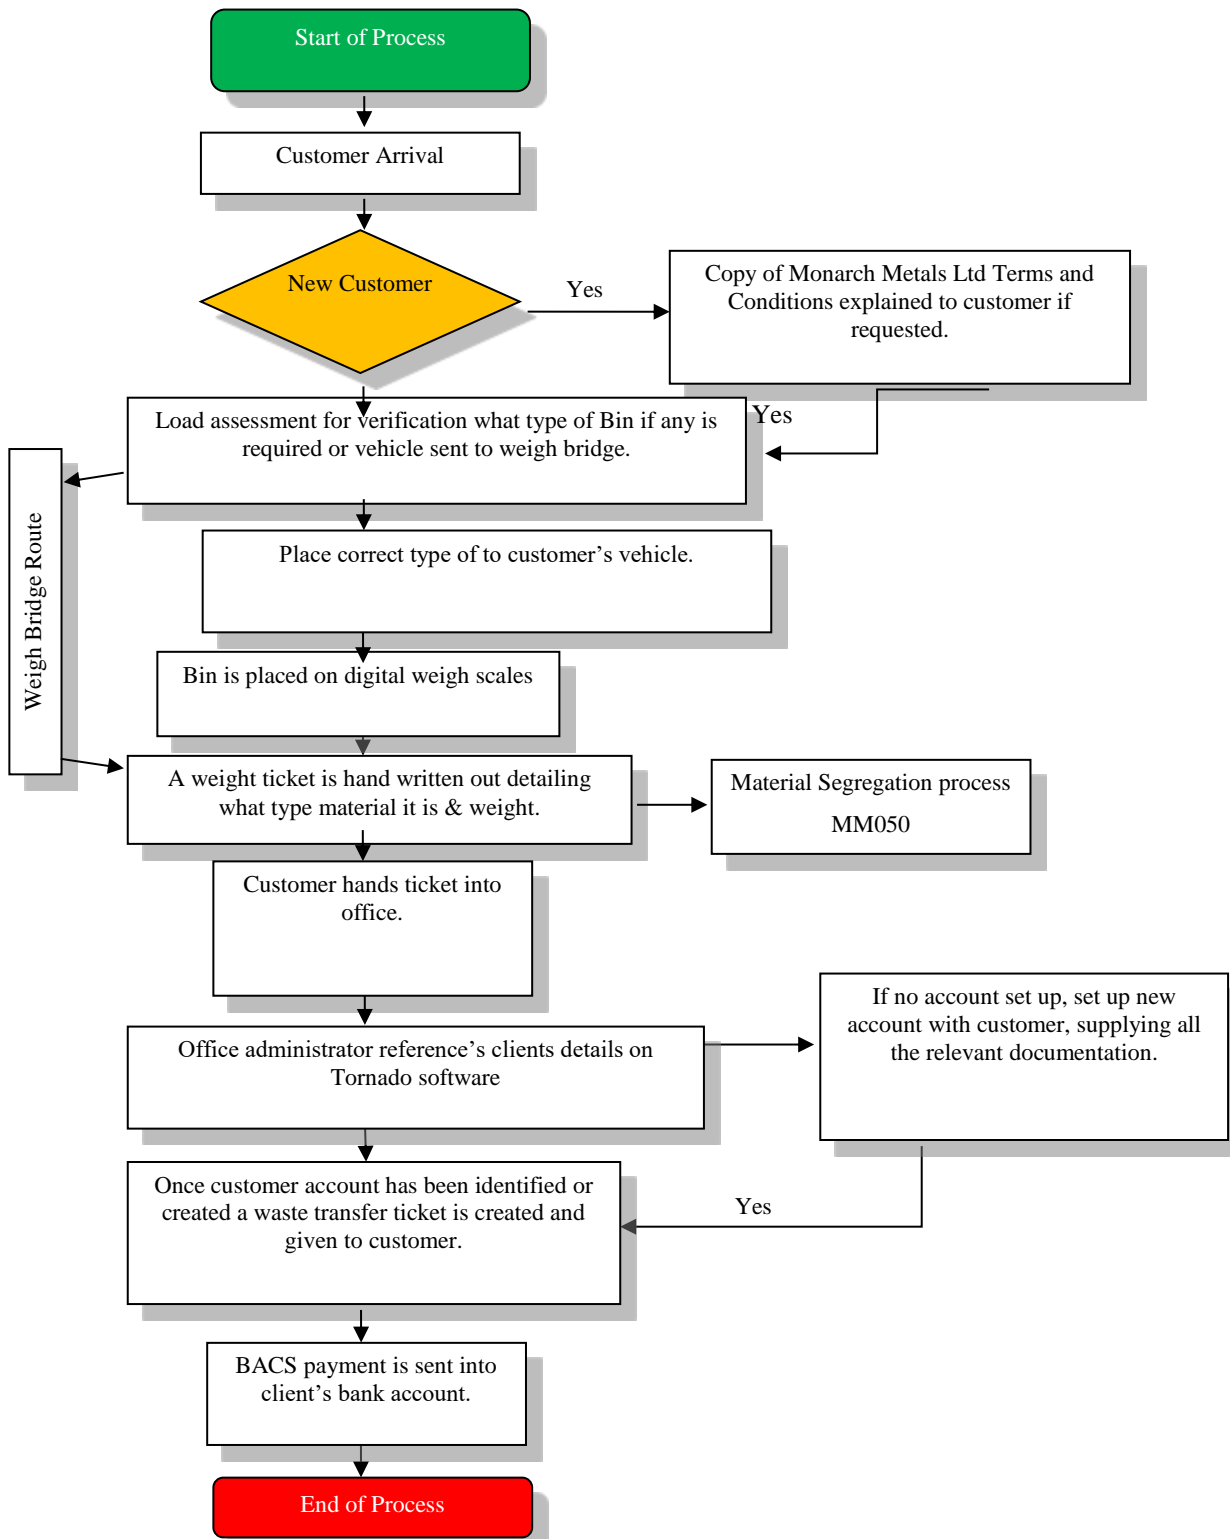 Start of Process
Customer Arrival
New Customer
Yes
Copy of Monarch Metals Ltd Terms and
Conditions explained to customer if
requested.
Yes
Load assessment for verification what type of Bin if any is
required or vehicle sent to weigh bridge.
Weigh Bridge Route
Place correct type of to customer’s vehicle.
Bin is placed on digital weigh scales
A weight ticket is hand written out detailing
what type material it is & weight.
Material Segregation process
MM050
Customer hands ticket into
office.
Office administrator reference’s clients details on
Tornado software
If no account set up, set up new
account with customer, supplying all
the relevant documentation.
Once customer account has been identified or
created a waste transfer ticket is created and
given to customer.
Yes
BACS payment is sent into
client’s bank account.
End of Process